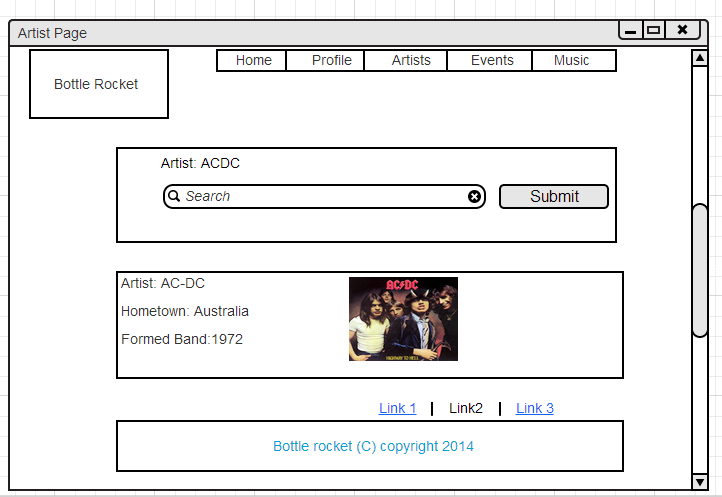 Artist Page
Bottle Rocket
Home Profile Artists Events Music
Artist: ACDC
Search
Submit
Artist: AC-DC
Hometown: Australia
Formed Band:1972
AC⚡DC
HIGHWAY TO HELL
Link 1 | Link2 | Link 3
Bottle rocket (C) copyright 2014